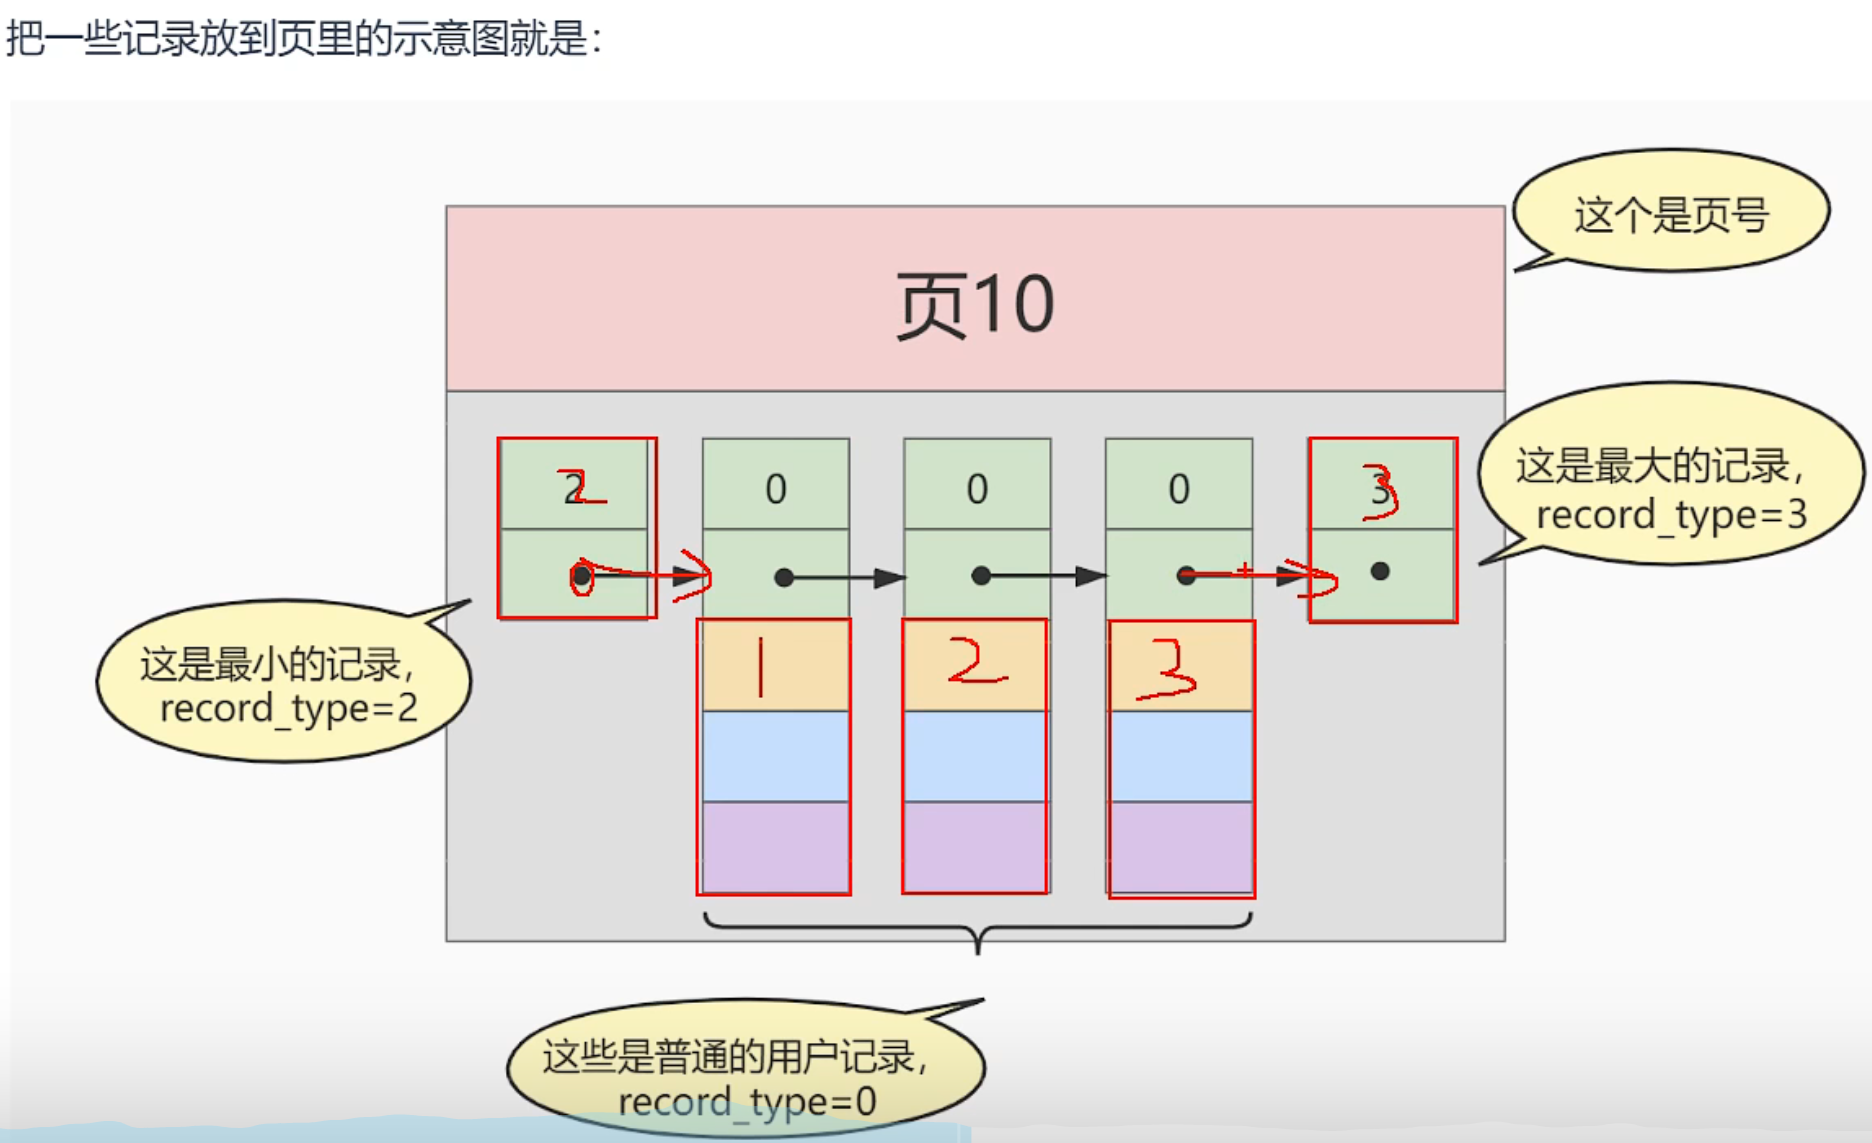 把一些记录放到页里的示意图就是：
这个是页号
页10
这是最大的记录，
record_type=3
2 0 0 0 3
2 3
这是最小的记录，
record_type=2
1 2 3
这些是普通的用户记录，
record_type=0